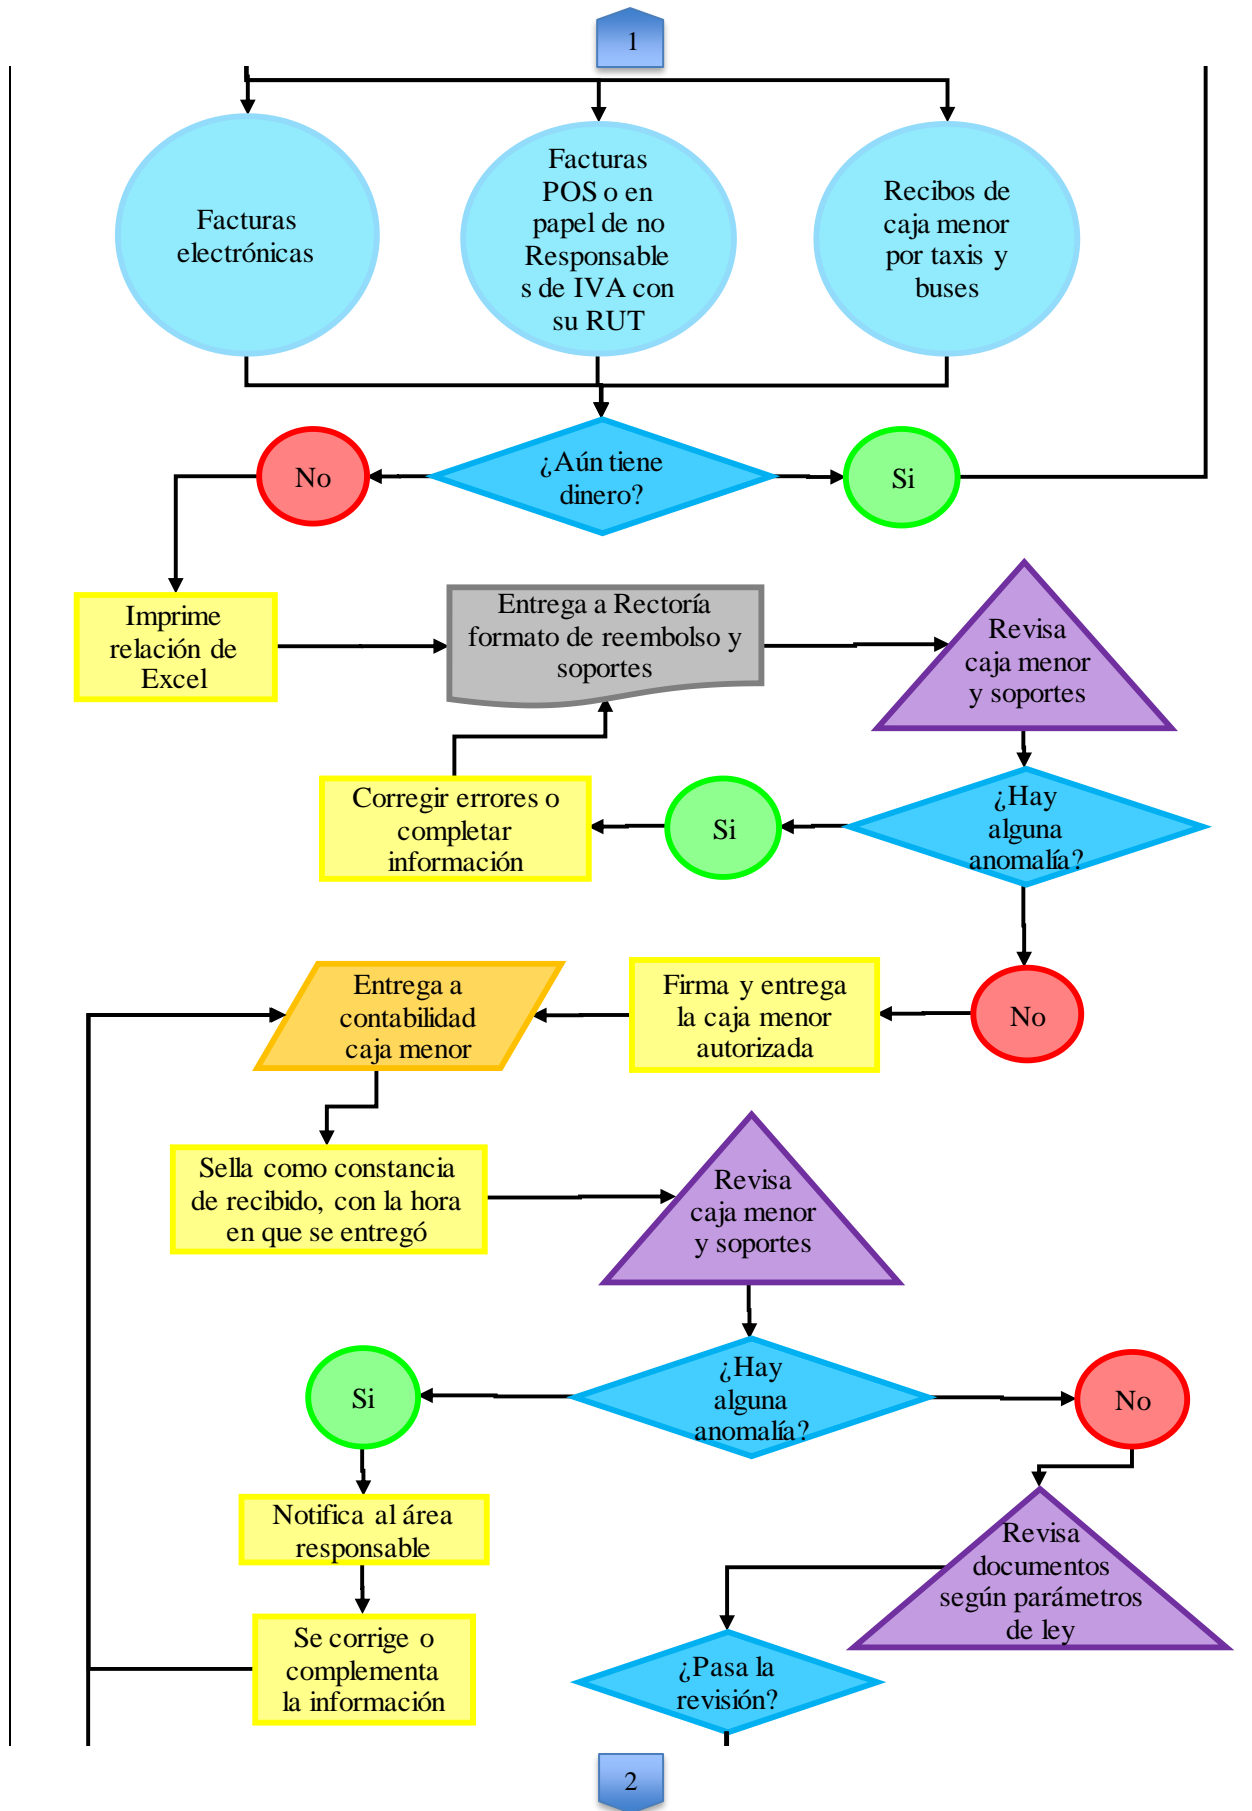 1
Facturas
electrónicas
Facturas
POS o en
papel de no
Responsable
s de IVA con
su RUT
Recibos de
caja menor
por taxis y
buses
No
¿Aún tiene
dinero?
Si
Imprime
relación de
Excel
Entrega a Rectoría
formato de reembolso y
soportes
Revisa
caja menor
y soportes
Corregir errores o
completar
información
Si
¿Hay
alguna
anomalía?
Entrega a
contabilidad
caja menor
Firma y entrega
la caja menor
autorizada
No
Sella como constancia
de recibido, con la hora
en que se entregó
Revisa
caja menor
y soportes
Si
¿Hay
alguna
anomalía?
No
Notifica al área
responsable
Revisa
documentos
según parámetros
de ley
Se corrige o
complementa
la información
¿Pasa la
revisión?
2